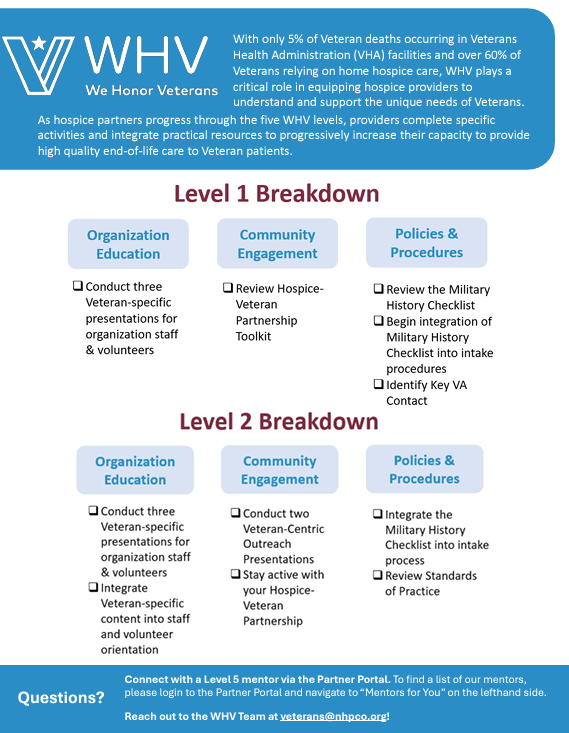 WHV
We Honor Veterans
With only 5% of Veteran deaths occurring in Veterans
Health Administration (VHA) facilities and over 60% of
Veterans relying on home hospice care, WHV plays a
critical role in equipping hospice providers to
understand and support the unique needs of Veterans.
As hospice partners progress through the five WHV levels, providers complete specific
activities and integrate practical resources to progressively increase their capacity to provide
high quality end-of-life care to Veteran patients.
Level 1 Breakdown
Organization
Education
❑ Conduct three
Veteran-specific
presentations for
organization staff
& volunteers
Community
Engagement
❑ Review Hospice-
Veteran
Partnership
Toolkit
Policies &
Procedures
❑ Review the Military
History Checklist
❑ Begin integration of
Military History
Checklist into intake
procedures
❑ Identify Key VA
Contact
Level 2 Breakdown
Organization
Education
❑ Conduct three
Veteran-specific
presentations for
organization staff
& volunteers
❑ Integrate
Veteran-specific
content into staff
and volunteer
orientation
Community
Engagement
❑ Conduct two
Veteran-Centric
Outreach
Presentations
❑ Stay active with
your Hospice-
Veteran
Partnership
Policies &
Procedures
❑ Integrate the
Military History
Checklist into intake
process
❑ Review Standards
of Practice
Questions?
Connect with a Level 5 mentor via the Partner Portal. To find a list of our mentors,
please login to the Partner Portal and navigate to “Mentors for You” on the lefthand side.
Reach out to the WHV Team at veterans@nhpco.org!